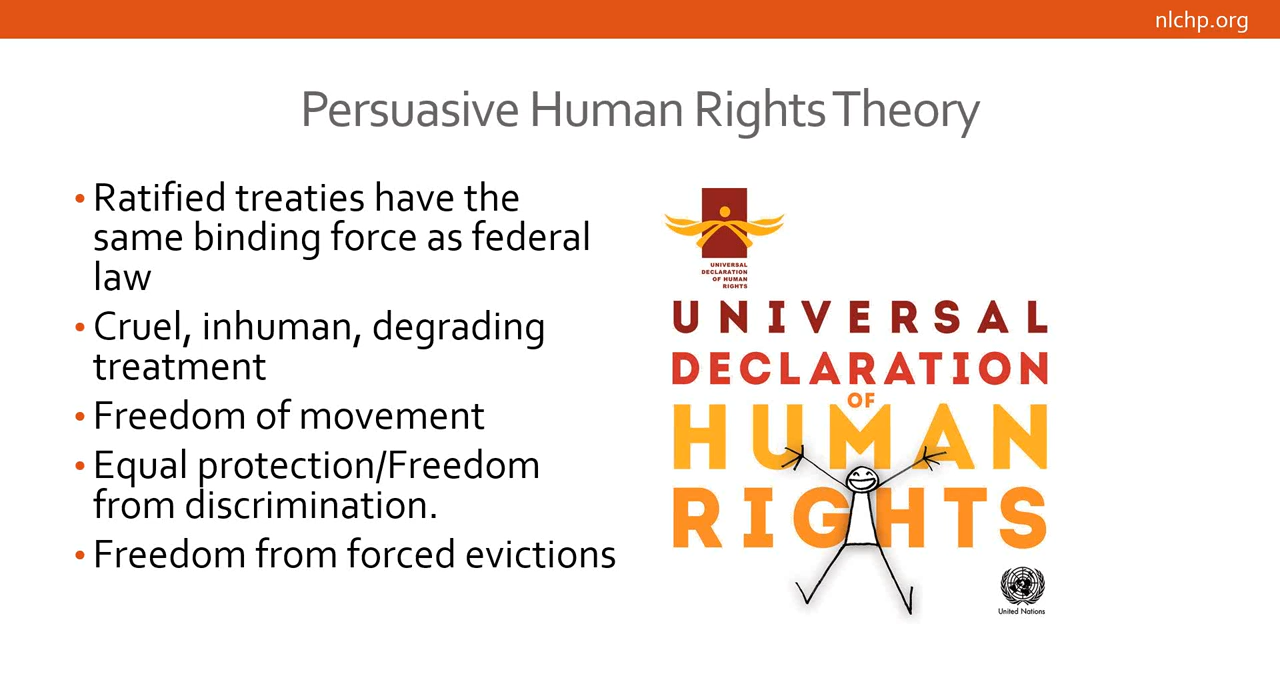 nlchp.org
Persuasive Human Rights Theory
• Ratified treaties have the
same binding force as federal
law
• Cruel, inhuman, degrading
treatment
• Freedom of movement
• Equal protection/Freedom
from discrimination.
• Freedom from forced evictions
UNIVERSAL
DECLARATION
OF HUMAN
RIGHTS
UNIVERSAL
DECLARATION
OF
HUMAN
RIGHTS
United Nations